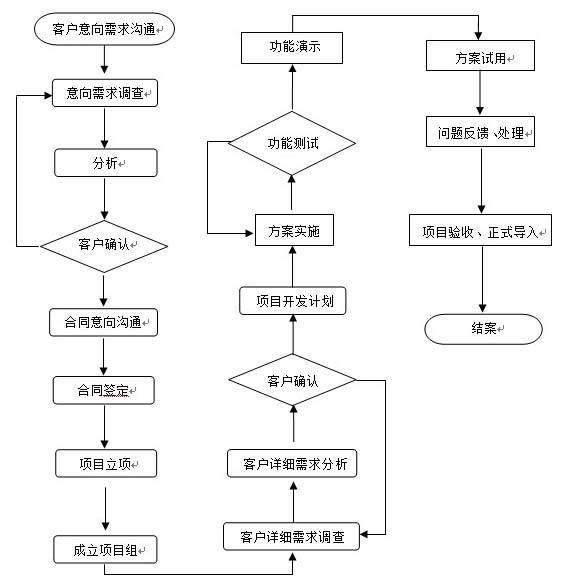 客户意向需求沟通
意向需求调查
分析
客户确认
合同意向沟通
合同签定
项目立项
成立项目组
客户详细需求调查
客户详细需求分析
客户确认
项目开发计划
方案实施
功能测试
功能演示
方案试用
问题反馈、处理
项目验收、正式导入
结案